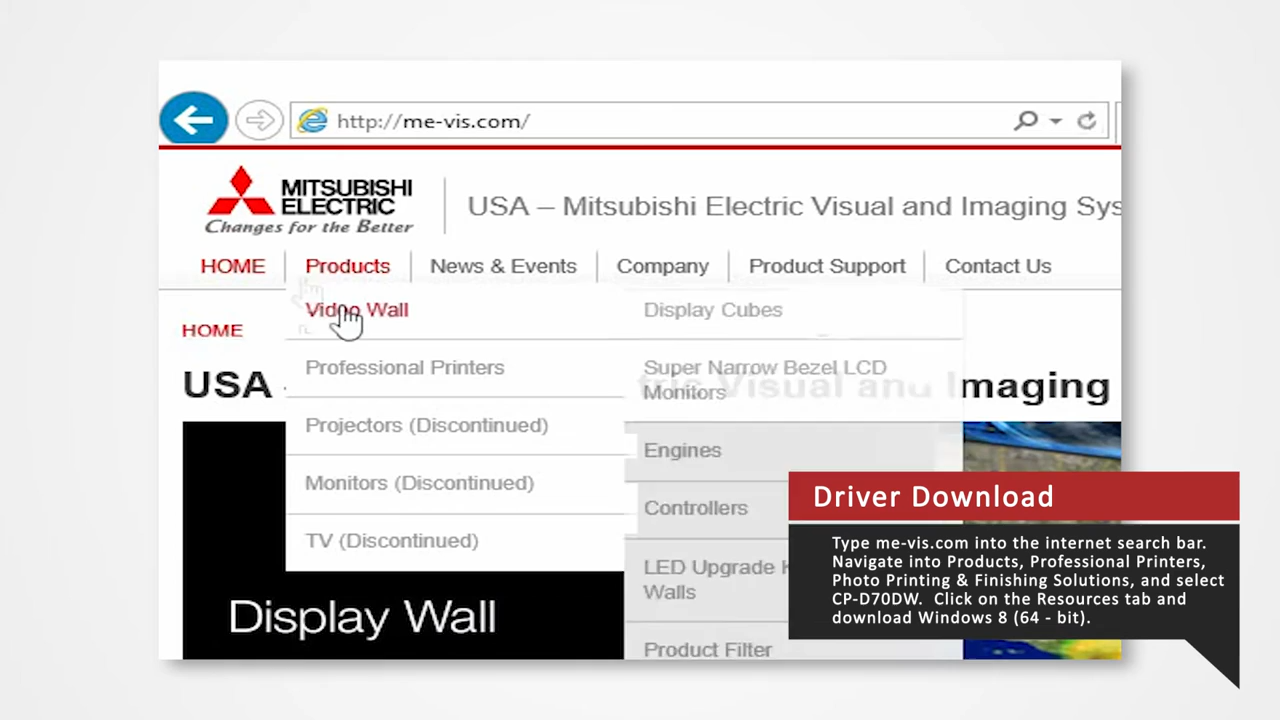 http://me-vis.com/
MITSUBISHI
ELECTRIC
Changes for the Better
USA – Mitsubishi Electric Visual and Imaging Sys
HOME
Products
News & Events
Company
Product Support
Contact Us
Video Wall
Display Cubes
HOME
Professional Printers
Super Narrow Bezel LCD
Monitors
USA - tric Visual and Imaging
Projectors (Discontinued)
Engines
Monitors (Discontinued)
Controllers
TV (Discontinued)
LED Upgrade K
Walls
Product Filter
Display Wall
Driver Download
Type me-vis.com into the internet search bar.
Navigate into Products, Professional Printers,
Photo Printing & Finishing Solutions, and select
CP-D70DW. Click on the Resources tab and
download Windows 8 (64 - bit).